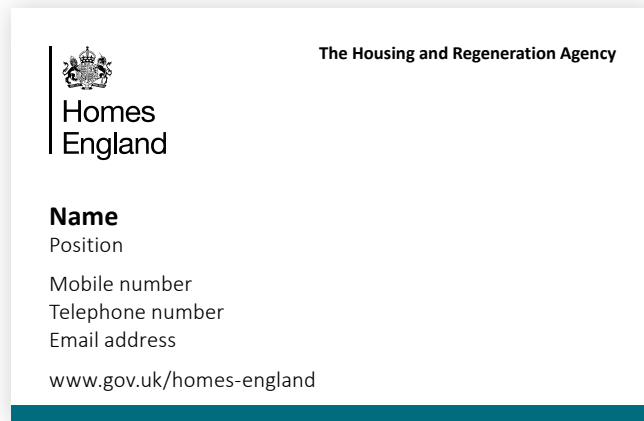 The Housing and Regeneration Agency
Homes
England
Name
Position
Mobile number
Telephone number
Email address
www.gov.uk/homes-england